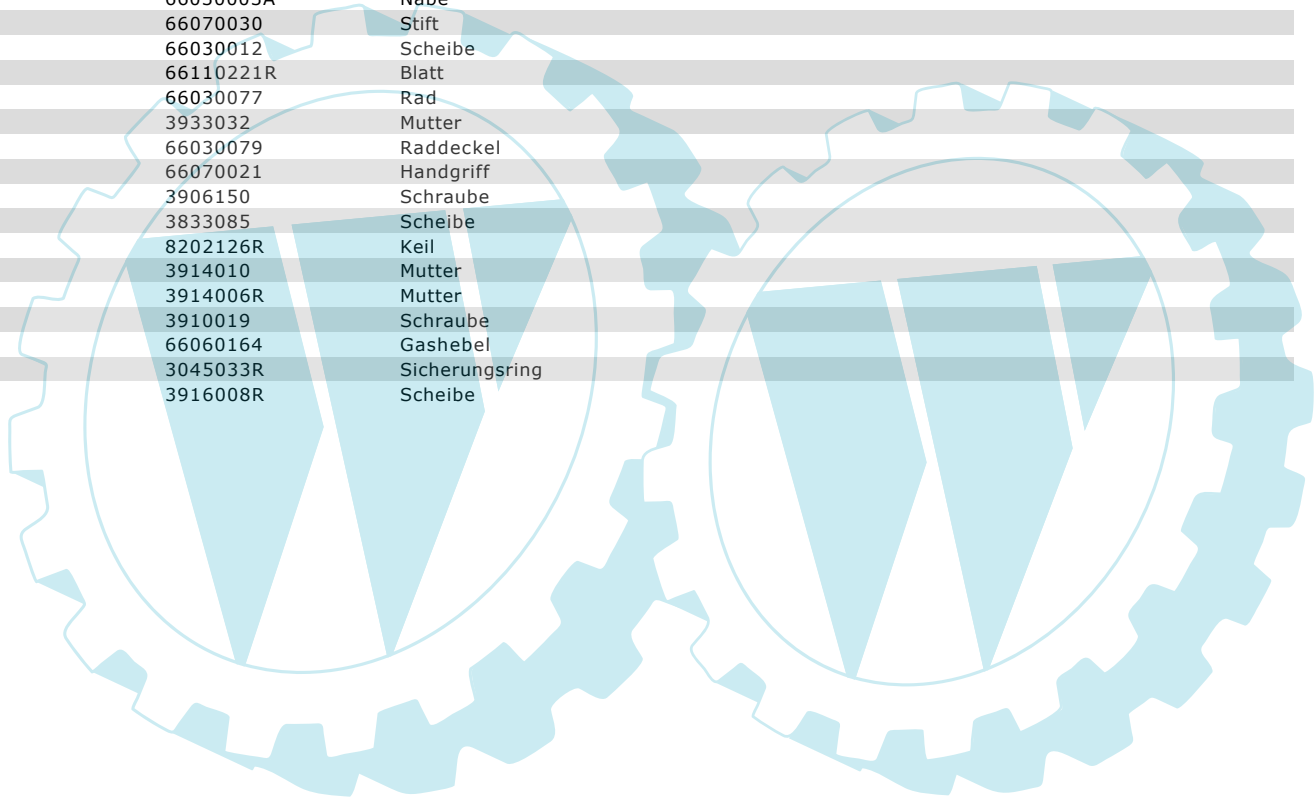 Nabe
66070030 Stift
66030012 Scheibe
66110221R Blatt
66030077 Rad
3933032 Mutter
66030079 Raddeckel
66070021 Handgriff
3906150 Schraube
3833085 Scheibe
8202126R Keil
3914010 Mutter
3914006R Mutter
3910019 Schraube
66060164 Gashebel
3045033R Sicherungsring
3916008R Scheibe